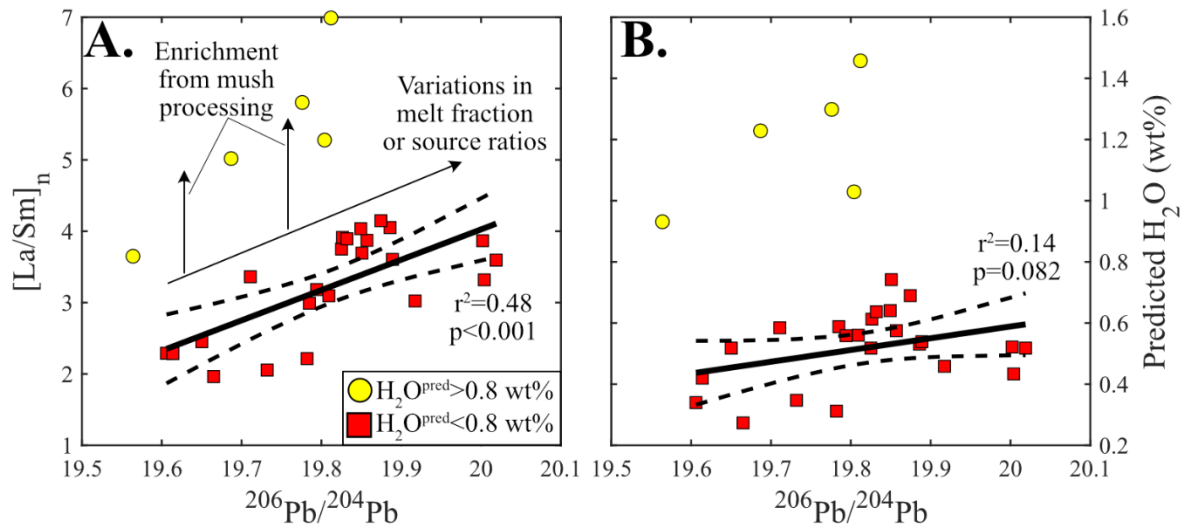 A.
Enrichment
from mush
processing
Variations in
melt fraction
or source ratios
[La/Sm]n
7
6
5
4
3
2
1
r²=0.48
p<0.001
H₂Oᵖʳᵉᵈ>0.8 wt%
H₂Oᵖʳᵉᵈ<0.8 wt%
19.5 19.6 19.7 19.8 19.9 20 20.1
²⁰⁶Pb/²⁰⁴Pb
B.
r²=0.14
p=0.082
1.6
1.4
1.2
1
0.8
0.6
0.4
0.2
Predicted H₂O (wt%)
19.5 19.6 19.7 19.8 19.9 20 20.1
²⁰⁶Pb/²⁰⁴Pb